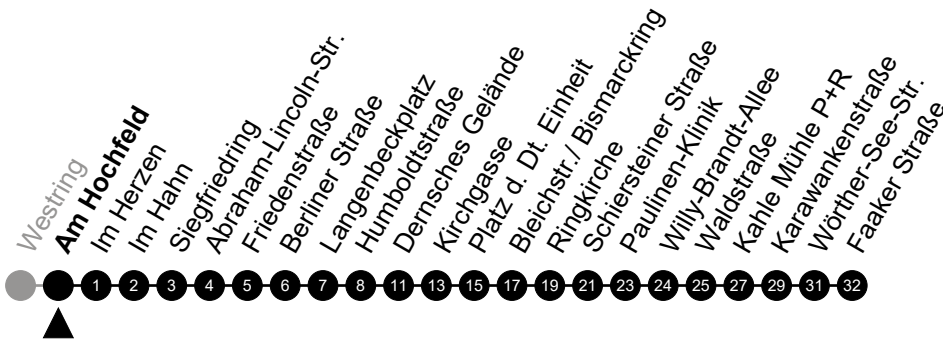 Westring
Am Hochfeld
Im Herzen
Im Hahn
Siegfriedring
Abraham-Lincoln-Str.
Friedenstraße
Berliner Straße
Langenbeckplatz
Humboldtstraße
Dernsches Gelände
Kirchgasse
Platz d. Dt. Einheit
Bleichstr./ Bismarckring
Ringkirche
Schiersteiner Straße
Paulinen-Klinik
Willy-Brandt-Allee
Waldstraße
Kahle Mühle P+R
Karawankenstraße
Wörther-See-Str.
Faaker Straße
1 2 3 4 5 6 7 8 11 13 15 17 19 21 23 24 25 27 29 31 32